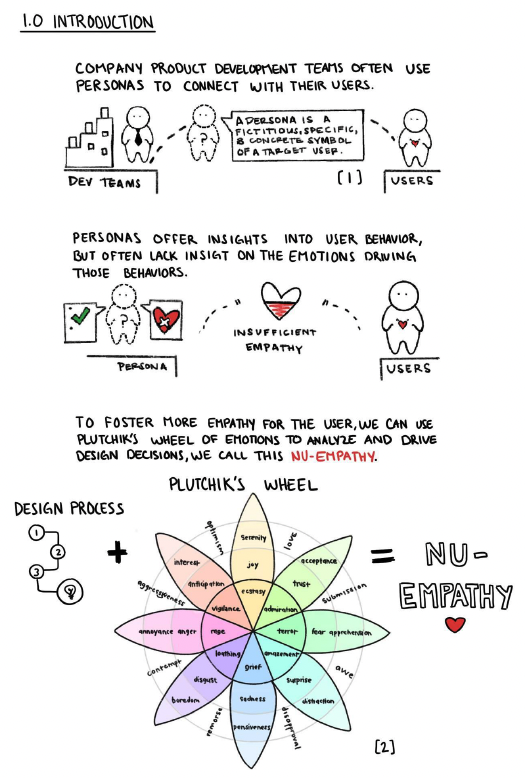 1.0 INTRODUCTION
COMPANY PRODUCT DEVELOPMENT TEAMS OFTEN USE
PERSONAS TO CONNECT WITH THEIR USERS.
?
A PERSONA IS A
FICTITIOUS, SPECIFIC,
& CONCRETE SYMBOL
OF A TARGET USER.
DEV TEAMS
[1]
USERS
PERSONAS OFFER INSIGHTS INTO USER BEHAVIOR,
BUT OFTEN LACK INSIGT ON THE EMOTIONS DRIVING
THOSE BEHAVIORS.
?
INSUFFICIENT
EMPATHY
PERSONA
USERS
TO FOSTER MORE EMPATHY FOR THE USER, WE CAN USE
PLUTCHIK'S WHEEL OF EMOTIONS TO ANALYZE AND DRIVE
DESIGN DECISIONS, WE CALL THIS NU-EMPATHY.
PLUTCHIK'S WHEEL
DESIGN PROCESS
1
2
3
+
optimism
serenity
love
joy
interest
acceptance
anticipation
trust
aggressiveness
ecstasy
submission
vigilance
admiration
annoyance anger rage
terror fear apprehension
loathing
grief
amazement
contempt
disgust
surprise
awe
boredom
sadness
distraction
remorse
pensiveness
disapproval
=
NU-
EMPATHY
[2]